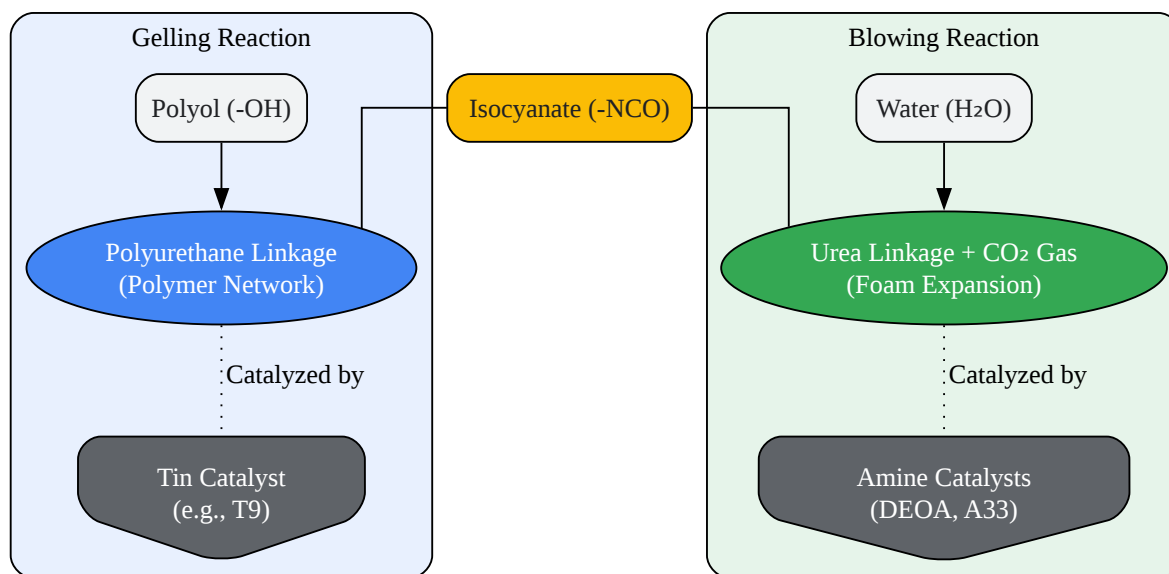 Gelling Reaction
Polyol (-OH)
Polyurethane Linkage
(Polymer Network)
Catalyzed by
Tin Catalyst
(e.g., T9)
Isocyanate (-NCO)
Blowing Reaction
Water (H₂O)
Urea Linkage + CO₂ Gas
(Foam Expansion)
Catalyzed by
Amine Catalysts
(DEOA, A33)